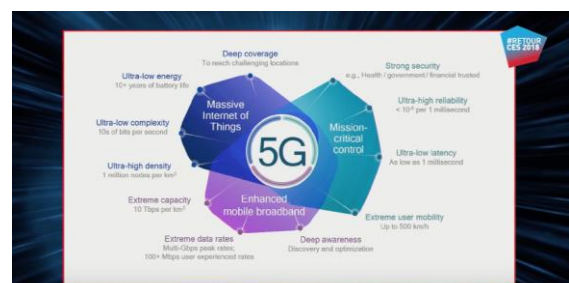 #RETOUR
CES 2018
Deep coverage
To reach challenging locations
Strong security
e.g., Health / government / financial trusted
Ultra-low energy
10+ years of battery life
Massive
Internet of
Things
Ultra-high reliability
< 10⁻⁵ per 1 millisecond
Ultra-low complexity
10s of bits per second
Mission-
critical
control
5G
Ultra-low latency
As low as 1 millisecond
Ultra-high density
1 million nodes per km²
Extreme capacity
10 Tbps per km²
Enhanced
mobile broadband
Extreme user mobility
Up to 500 km/h
Extreme data rates
Multi-Gbps peak rates;
100+ Mbps user experienced rates
Deep awareness
Discovery and optimization